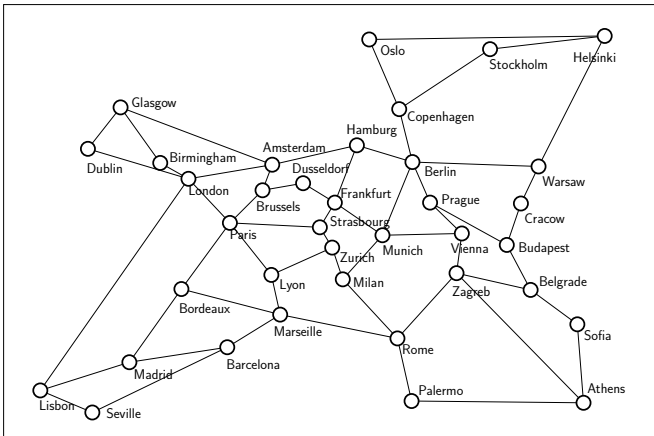 Oslo
Helsinki
Stockholm
Glasgow
Copenhagen
Hamburg
Amsterdam
Dublin
Birmingham
Dusseldorf
Berlin
Warsaw
London
Brussels
Frankfurt
Prague
Cracow
Paris
Strasbourg
Munich
Vienna
Budapest
Zurich
Lyon
Milan
Zagreb
Belgrade
Bordeaux
Marseille
Sofia
Rome
Madrid
Barcelona
Lisbon
Seville
Palermo
Athens